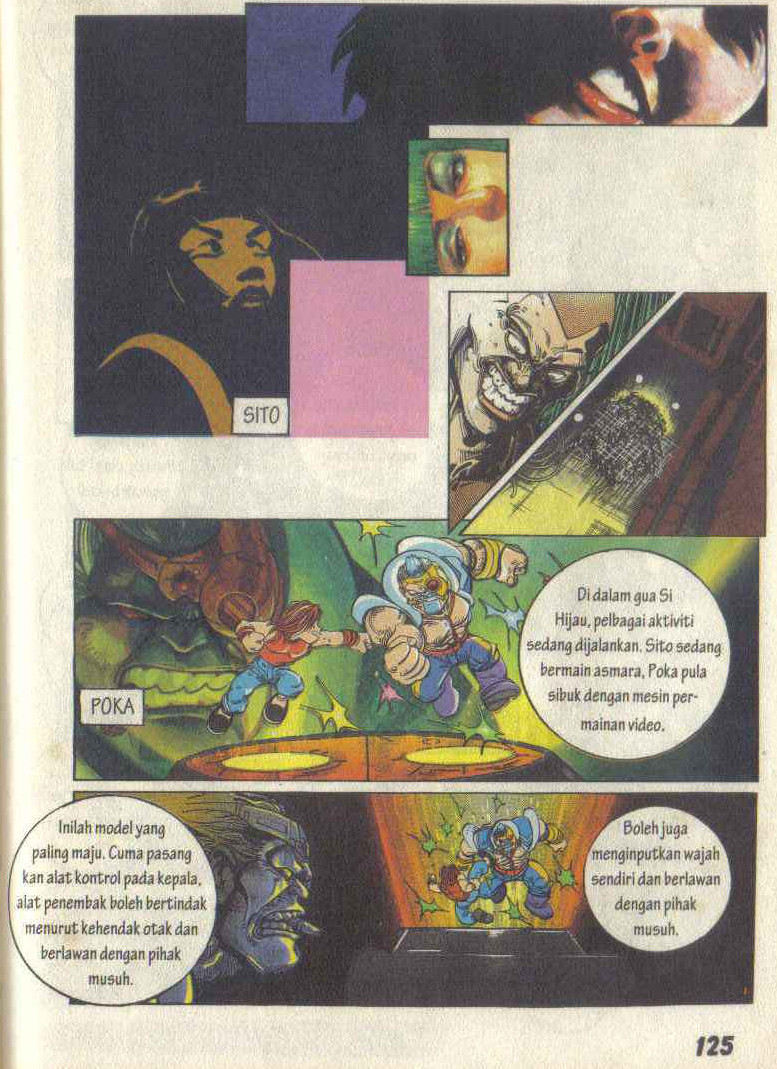 SITO
Di dalam gua Si
Hijau, pelbagai aktiviti
sedang dijalankan. Sito sedang
bermain asmara, Poka pula
sibuk dengan mesin per-
mainan video.
POKA
Inilah model yang
paling maju. Cuma pasang
kan alat kontrol pada kepala,
alat penembak boleh bertindak
menurut kehendak otak dan
berlawan dengan pihak
musuh.
Boleh juga
menginputkan wajah
sendiri dan berlawan
dengan pihak
musuh.
125